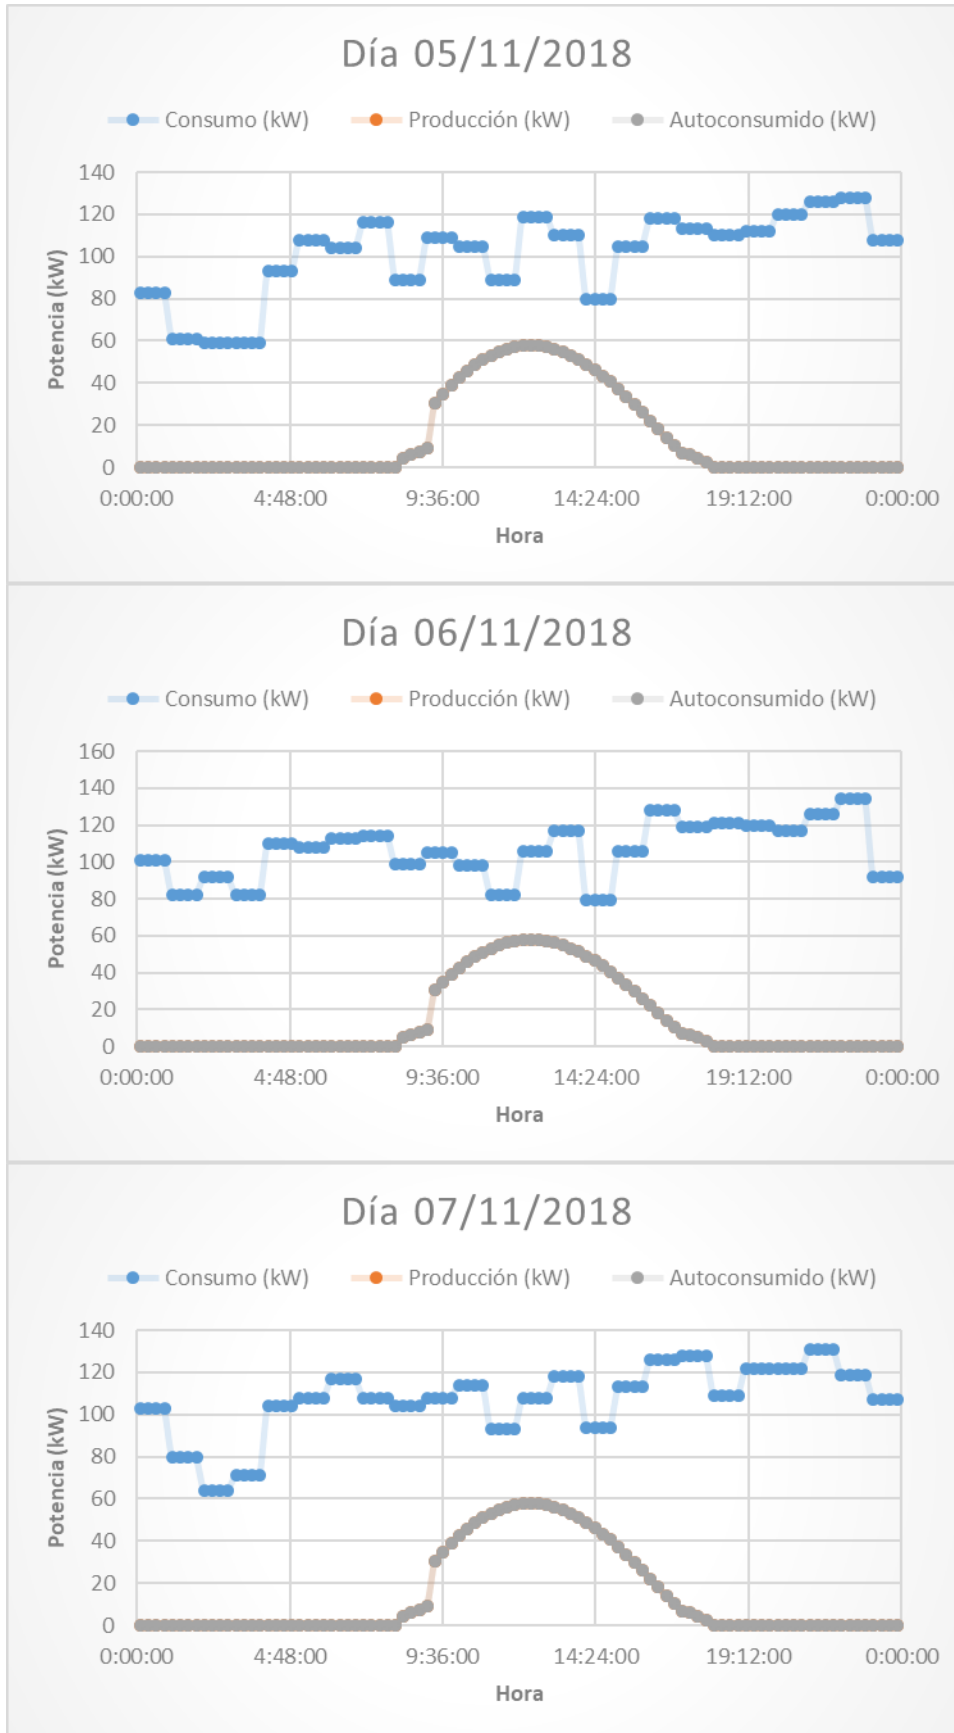 Día 05/11/2018
Consumo (kW) Producción (kW) Autoconsumido (kW)
140
120
100
80
60
40
20
0
Potencia (kW)
0:00:00 4:48:00 9:36:00 14:24:00 19:12:00 0:00:00
Hora
Día 06/11/2018
Consumo (kW) Producción (kW) Autoconsumido (kW)
160
140
120
100
80
60
40
20
0
Potencia (kW)
0:00:00 4:48:00 9:36:00 14:24:00 19:12:00 0:00:00
Hora
Día 07/11/2018
Consumo (kW) Producción (kW) Autoconsumido (kW)
140
120
100
80
60
40
20
0
Potencia (kW)
0:00:00 4:48:00 9:36:00 14:24:00 19:12:00 0:00:00
Hora